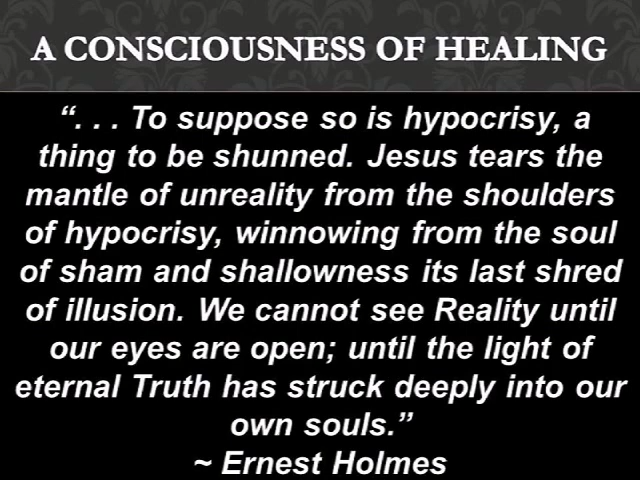 A CONSCIOUSNESS OF HEALING
“. . . To suppose so is hypocrisy, a
thing to be shunned. Jesus tears the
mantle of unreality from the shoulders
of hypocrisy, winnowing from the soul
of sham and shallowness its last shred
of illusion. We cannot see Reality until
our eyes are open; until the light of
eternal Truth has struck deeply into our
own souls.”
~ Ernest Holmes